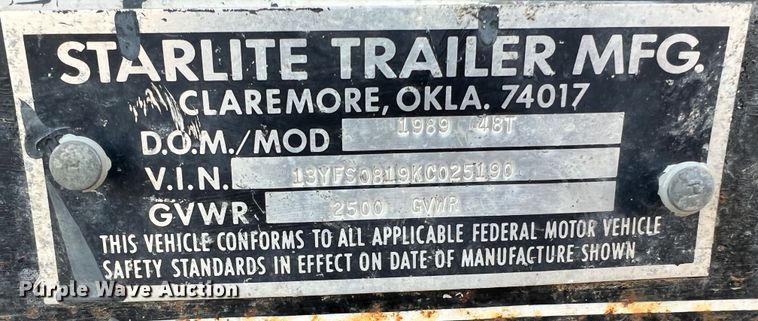 STARLITE TRAILER MFG.
CLAREMORE, OKLA. 74017
D.O.M./MOD 1989 48T
V.I.N. 13YFS0819KC025190
GVWR 2500 GVWR
THIS VEHICLE CONFORMS TO ALL APPLICABLE FEDERAL MOTOR VEHICLE
SAFETY STANDARDS IN EFFECT ON DATE OF MANUFACTURE SHOWN
Purple Wave Auction